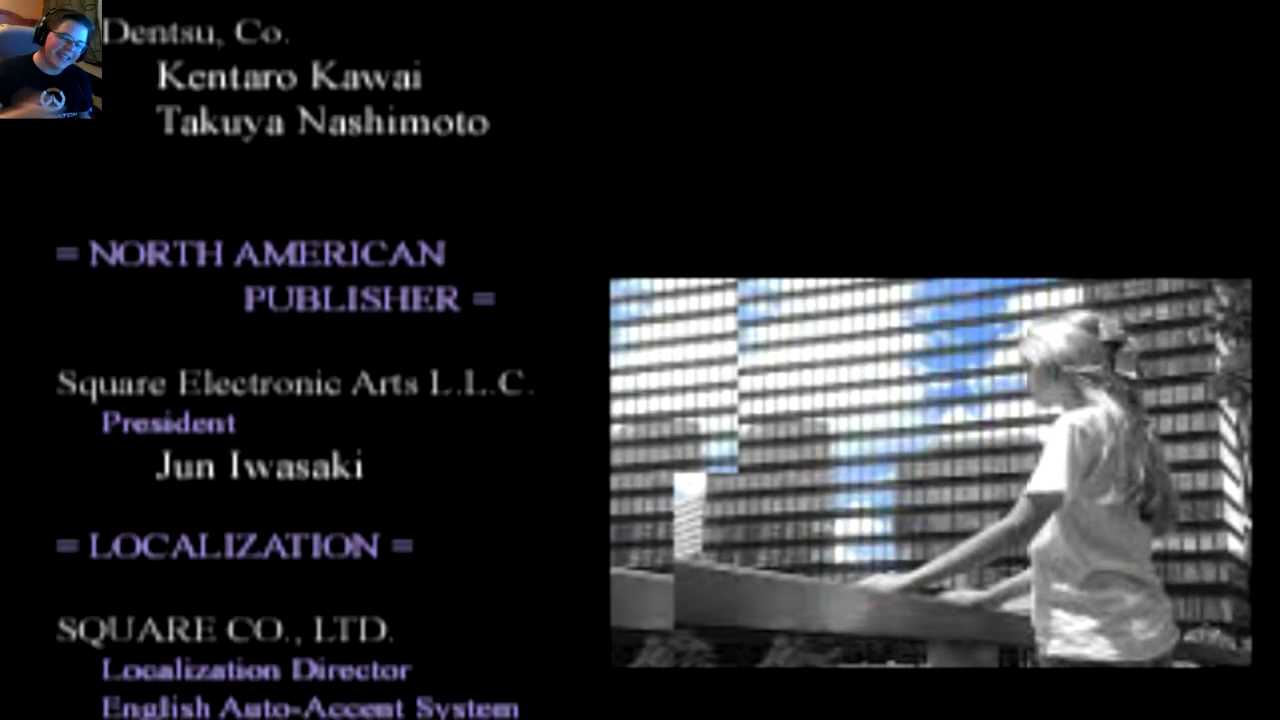 Dentsu, Co.
Kentaro Kawai
Takuya Nashimoto
= NORTH AMERICAN
PUBLISHER =
Square Electronic Arts L.L.C.
President
Jun Iwasaki
= LOCALIZATION =
SQUARE CO., LTD.
Localization Director
English Auto-Accent System